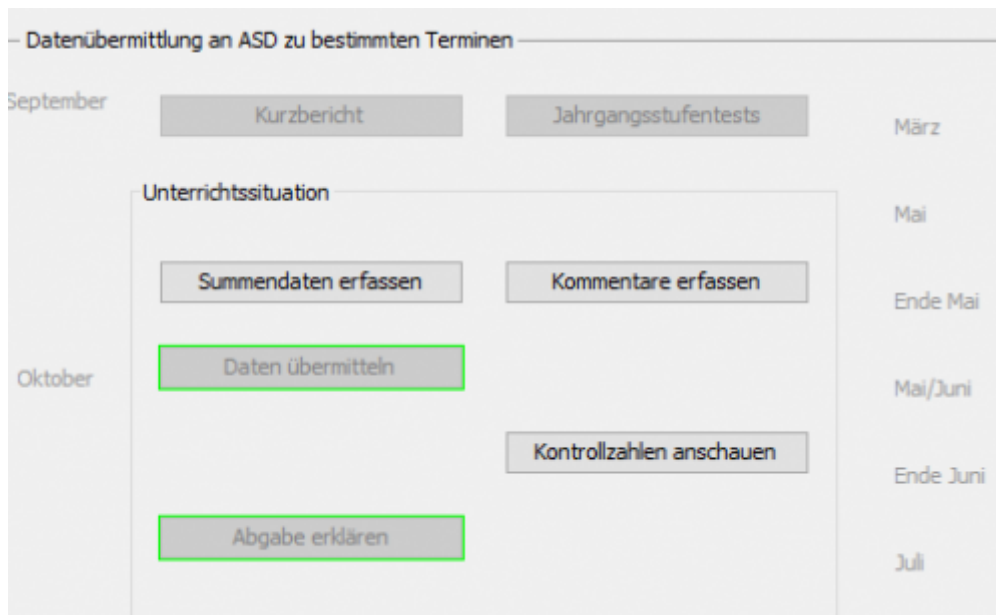 Datenübermittlung an ASD zu bestimmten Terminen
September
Kurzbericht
Jahrgangsstufentests
März
Unterrichtssituation
Mai
Summendaten erfassen
Kommentare erfassen
Ende Mai
Oktober
Daten übermitteln
Mai/Juni
Kontrollzahlen anschauen
Ende Juni
Abgabe erklären
Juli